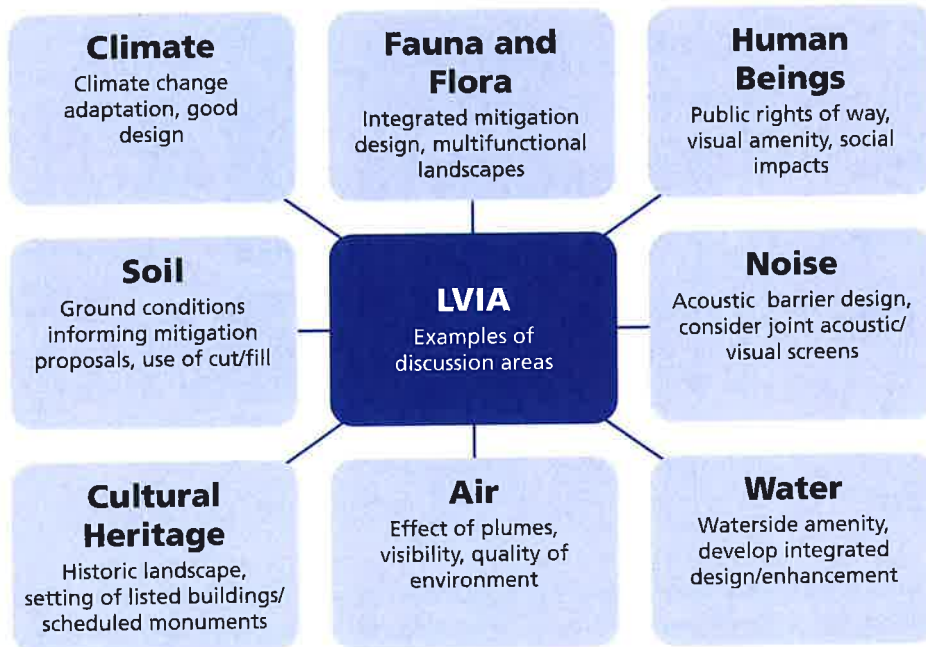 Climate
Climate change
adaptation, good
design
Fauna and
Flora
Integrated mitigation
design, multifunctional
landscapes
Human
Beings
Public rights of way,
visual amenity, social
impacts
Soil
Ground conditions
informing mitigation
proposals, use of cut/fill
LVIA
Examples of
discussion areas
Noise
Acoustic barrier design,
consider joint acoustic/
visual screens
Cultural
Heritage
Historic landscape,
setting of listed buildings/
scheduled monuments
Air
Effect of plumes,
visibility, quality of
environment
Water
Waterside amenity,
develop integrated
design/enhancement